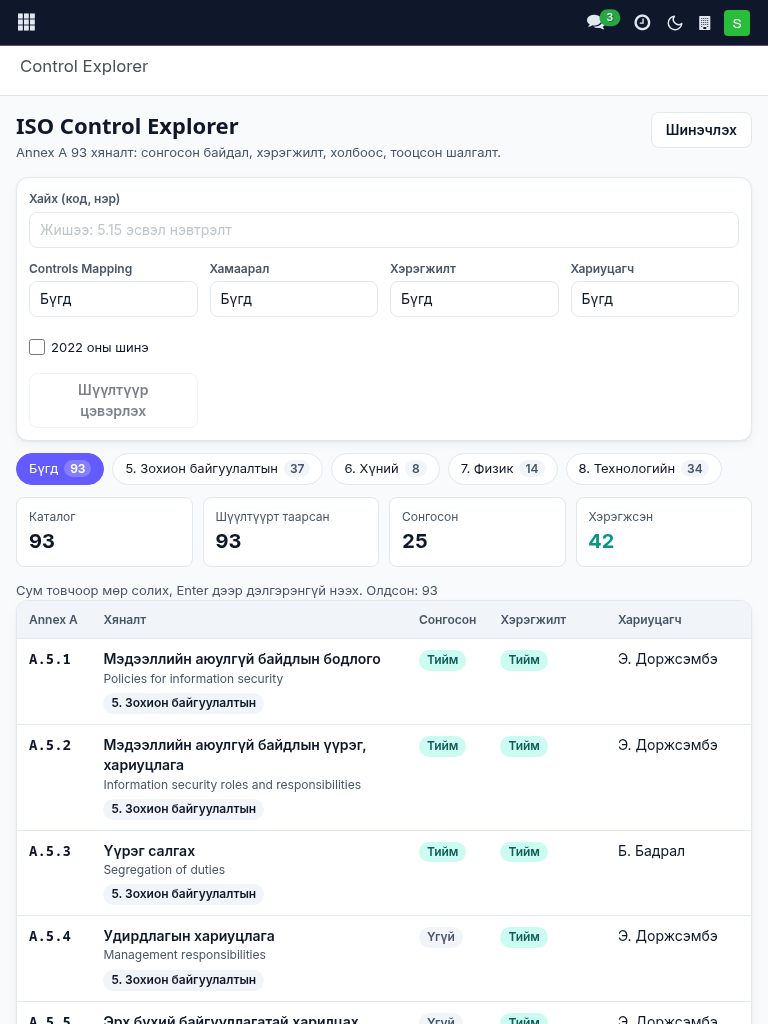 3
S
Control Explorer
ISO Control Explorer
Шинэчлэх
Annex A 93 хяналт: сонгосон байдал, хэрэгжилт, холбоос, тооцсон шалгалт.
Хайх (код, нэр)
Жишээ: 5.15 эсвэл нэвтрэлт
Controls Mapping Хамаарал Хэрэгжилт Хариуцагч
Бүгд Бүгд Бүгд Бүгд
2022 оны шинэ
Шүүлтүүр
цэвэрлэх
Бүгд 93 5. Зохион байгуулалтын 37 6. Хүний 8 7. Физик 14 8. Технологийн 34
Каталог Шүүлтүүрт таарсан Сонгосон Хэрэгжсэн
93 93 25 42
Сум товчоор мөр солих, Enter дээр дэлгэрэнгүй нээх. Олдсон: 93
Annex A Хяналт Сонгосон Хэрэгжилт Хариуцагч
A.5.1 Мэдээллийн аюулгүй байдлын бодлого Тийм Тийм Э. Доржсэмбэ
Policies for information security
5. Зохион байгуулалтын
A.5.2 Мэдээллийн аюулгүй байдлын үүрэг, Тийм Тийм Э. Доржсэмбэ
хариуцлага
Information security roles and responsibilities
5. Зохион байгуулалтын
A.5.3 Үүрэг салгах Тийм Тийм Б. Бадрал
Segregation of duties
5. Зохион байгуулалтын
A.5.4 Удирдлагын хариуцлага Үгүй Тийм Э. Доржсэмбэ
Management responsibilities
5. Зохион байгуулалтын
A.5.5 Эрх бүхий байгууллагатай харилцах Үгүй Тийм Э. Доржсэмбэ